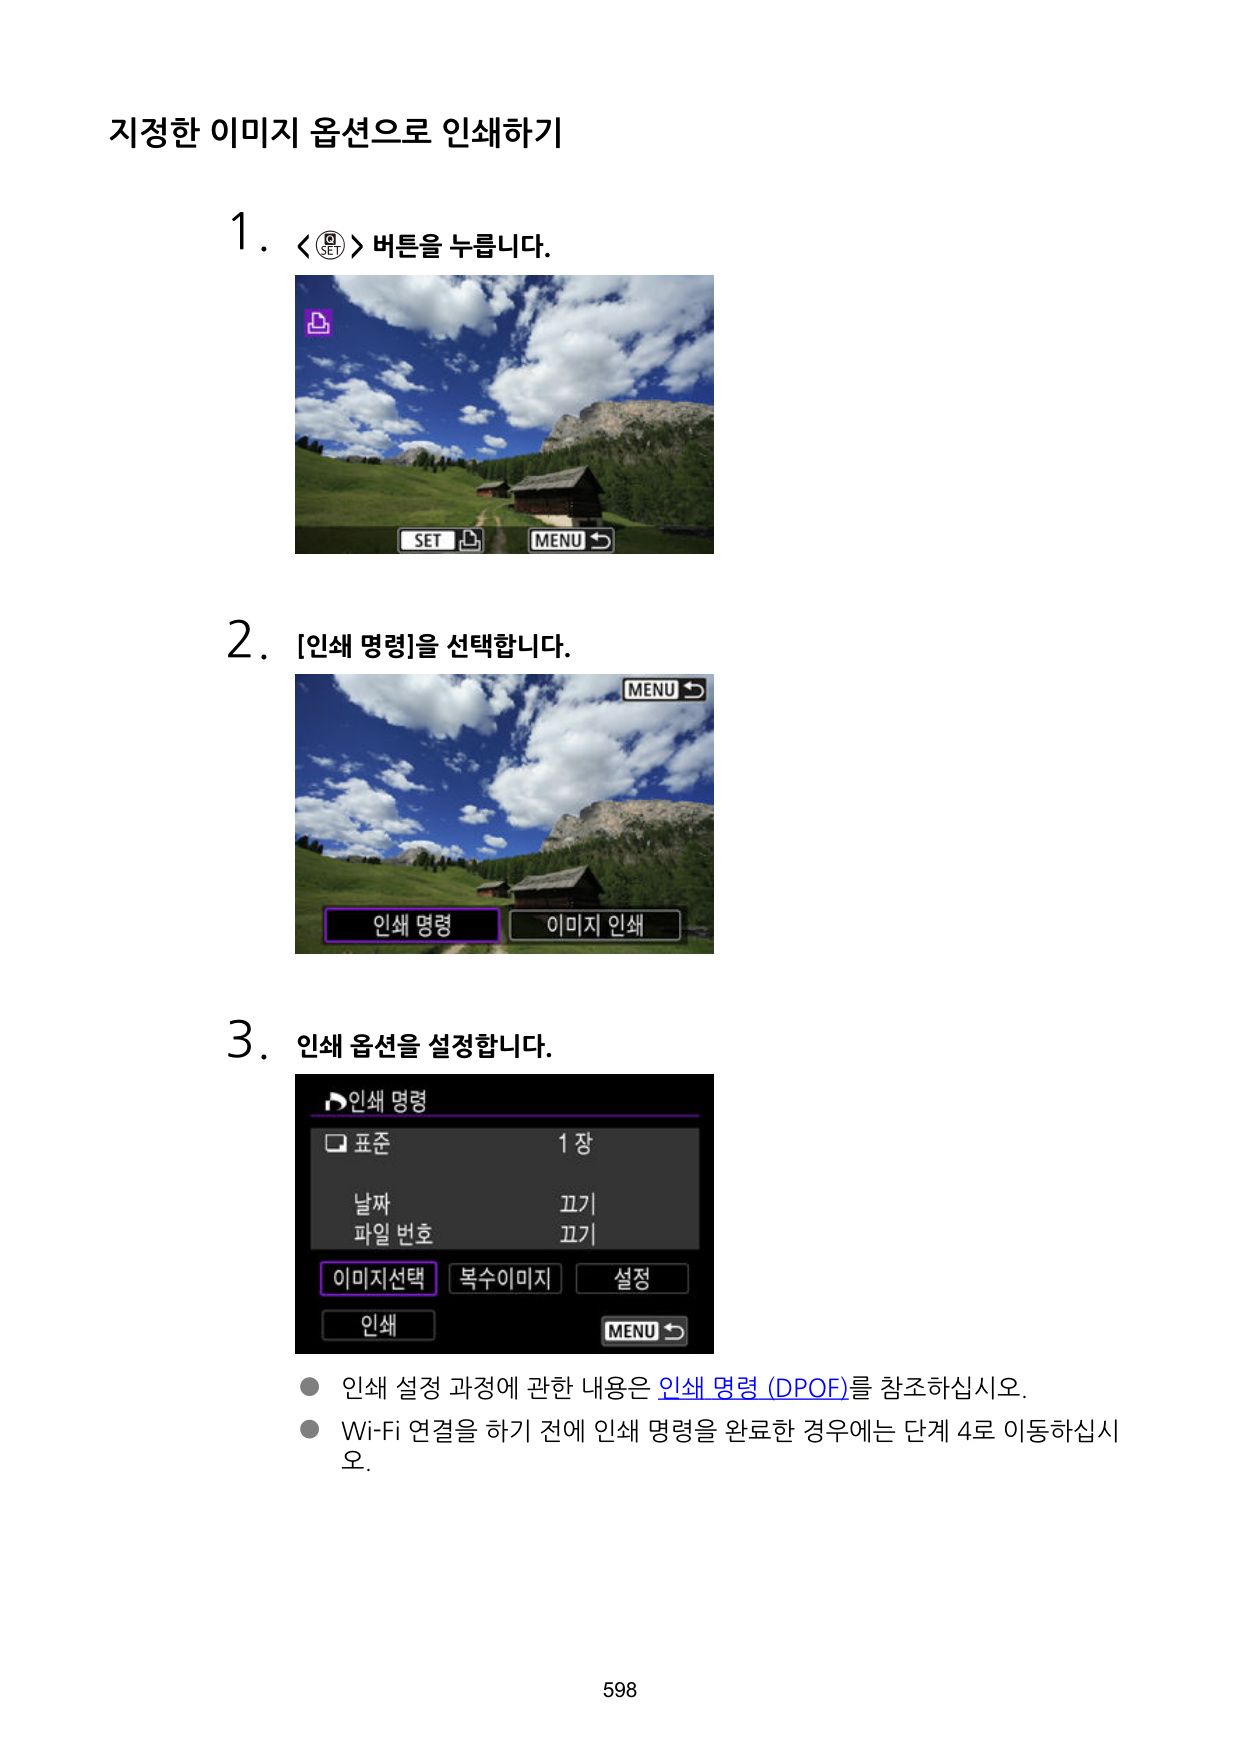 지정한 이미지 옵션으로 인쇄하기
1. <Q SET> 버튼을 누릅니다.
SET MENU
2. [인쇄 명령]을 선택합니다.
MENU
인쇄 명령 이미지 인쇄
3. 인쇄 옵션을 설정합니다.
인쇄 명령
표준 1 장
날짜 끄기
파일 번호 끄기
이미지선택 복수이미지 설정
인쇄 MENU
● 인쇄 설정 과정에 관한 내용은 인쇄 명령 (DPOF)를 참조하십시오.
● Wi-Fi 연결을 하기 전에 인쇄 명령을 완료한 경우에는 단계 4로 이동하십시
오.
598